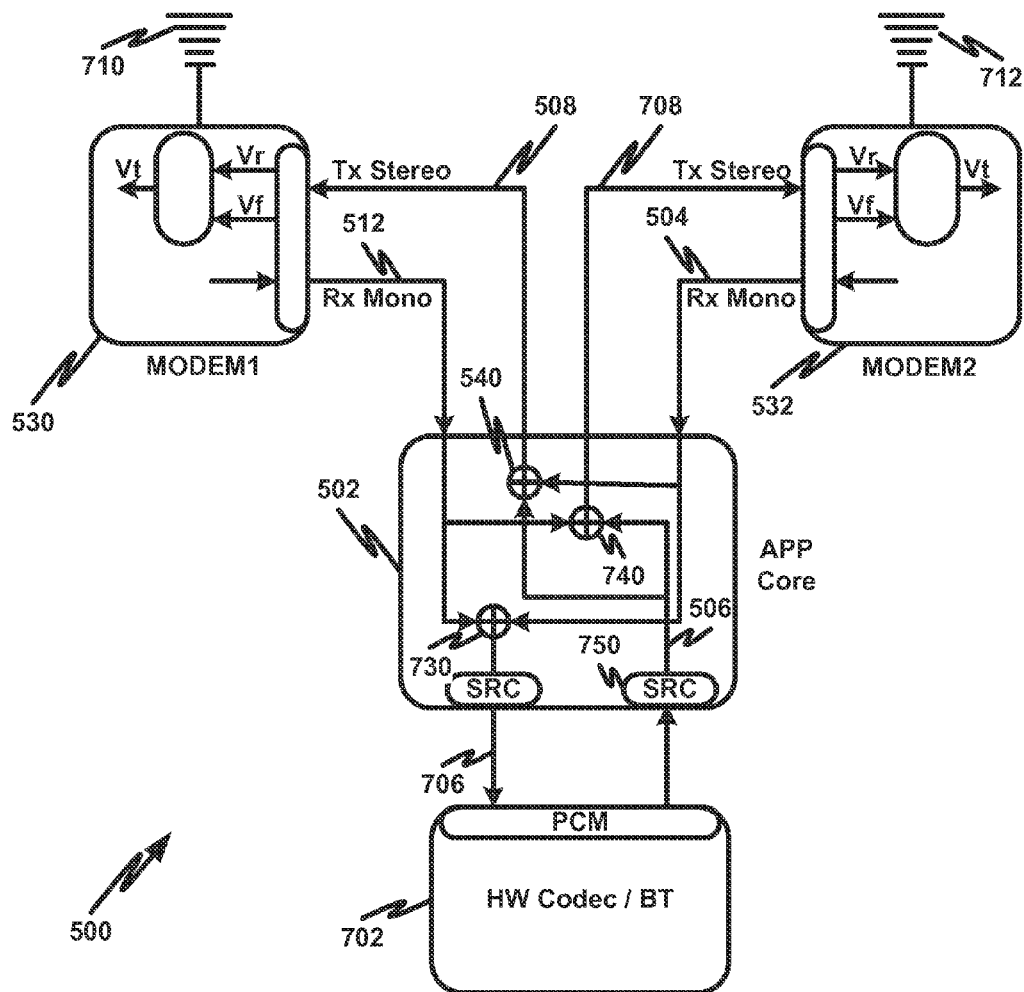 710
712
508
708
Vt
Vr
Tx Stereo
Tx Stereo
Vr
Vt
Vf
512
504
Vf
Rx Mono
Rx Mono
MODEM1
MODEM2
530
540
532
502
740
APP
Core
506
730
750
SRC
SRC
706
PCM
HW Codec / BT
500
702